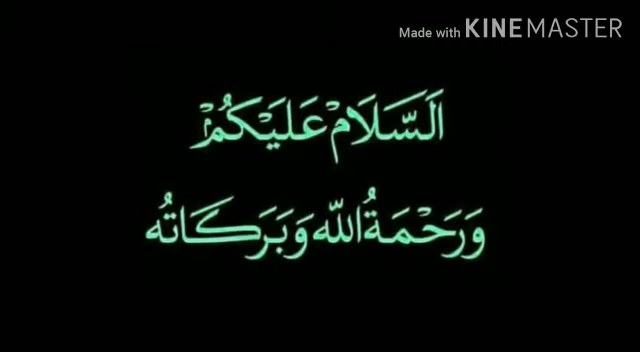 Made with KINEMASTER
اَلسَّلَامْ عَلَيْكُمْ
وَرَحْمَةُ اللّٰه وَبَرَكَاتُه